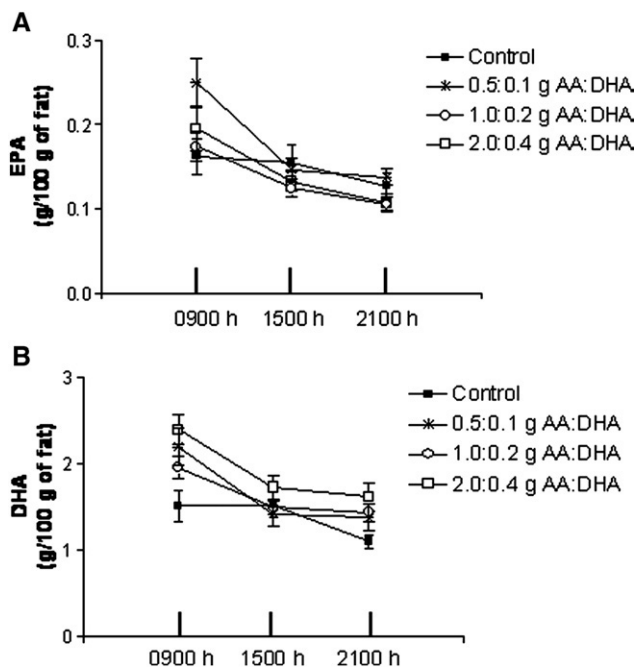 A
0.3
0.2
0.1
0.0
EPA
(g/100 g of fat)
0900 h 1500 h 2100 h
Control
0.5:0.1 g AA:DHA.
1.0:0.2 g AA:DHA.
2.0:0.4 g AA:DHA.
B
3
2
1
0
DHA
(g/100 g of fat)
0900 h 1500 h 2100 h
Control
0.5:0.1 g AA:DHA
1.0:0.2 g AA:DHA
2.0:0.4 g AA:DHA